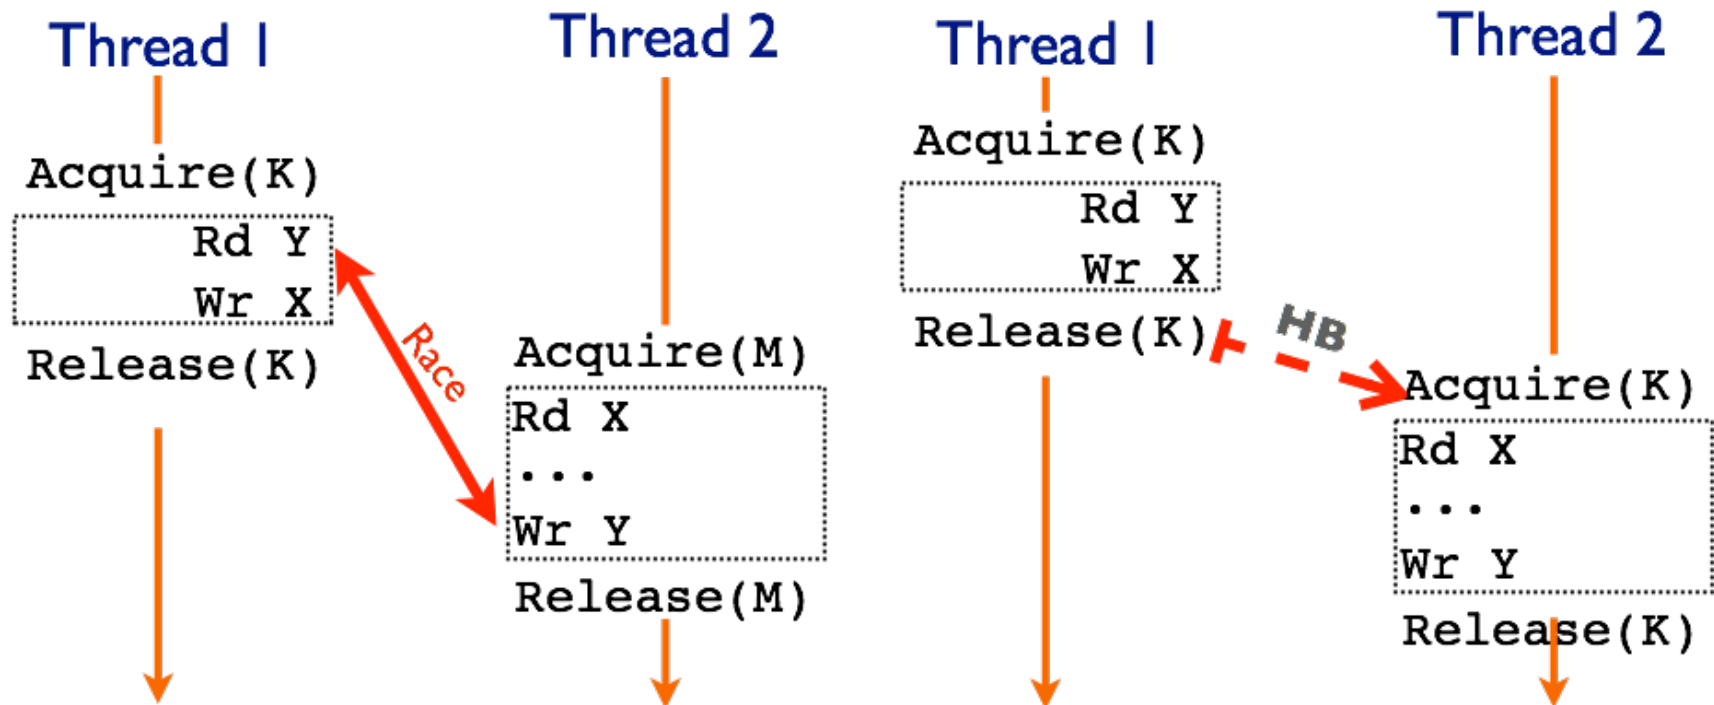 Thread 1
Acquire(K)
Rd Y
Wr X
Release(K)
Race
Thread 2
Acquire(M)
Rd X
...
Wr Y
Release(M)
Thread 1
Acquire(K)
Rd Y
Wr X
Release(K)
HB
Thread 2
Acquire(K)
Rd X
...
Wr Y
Release(K)